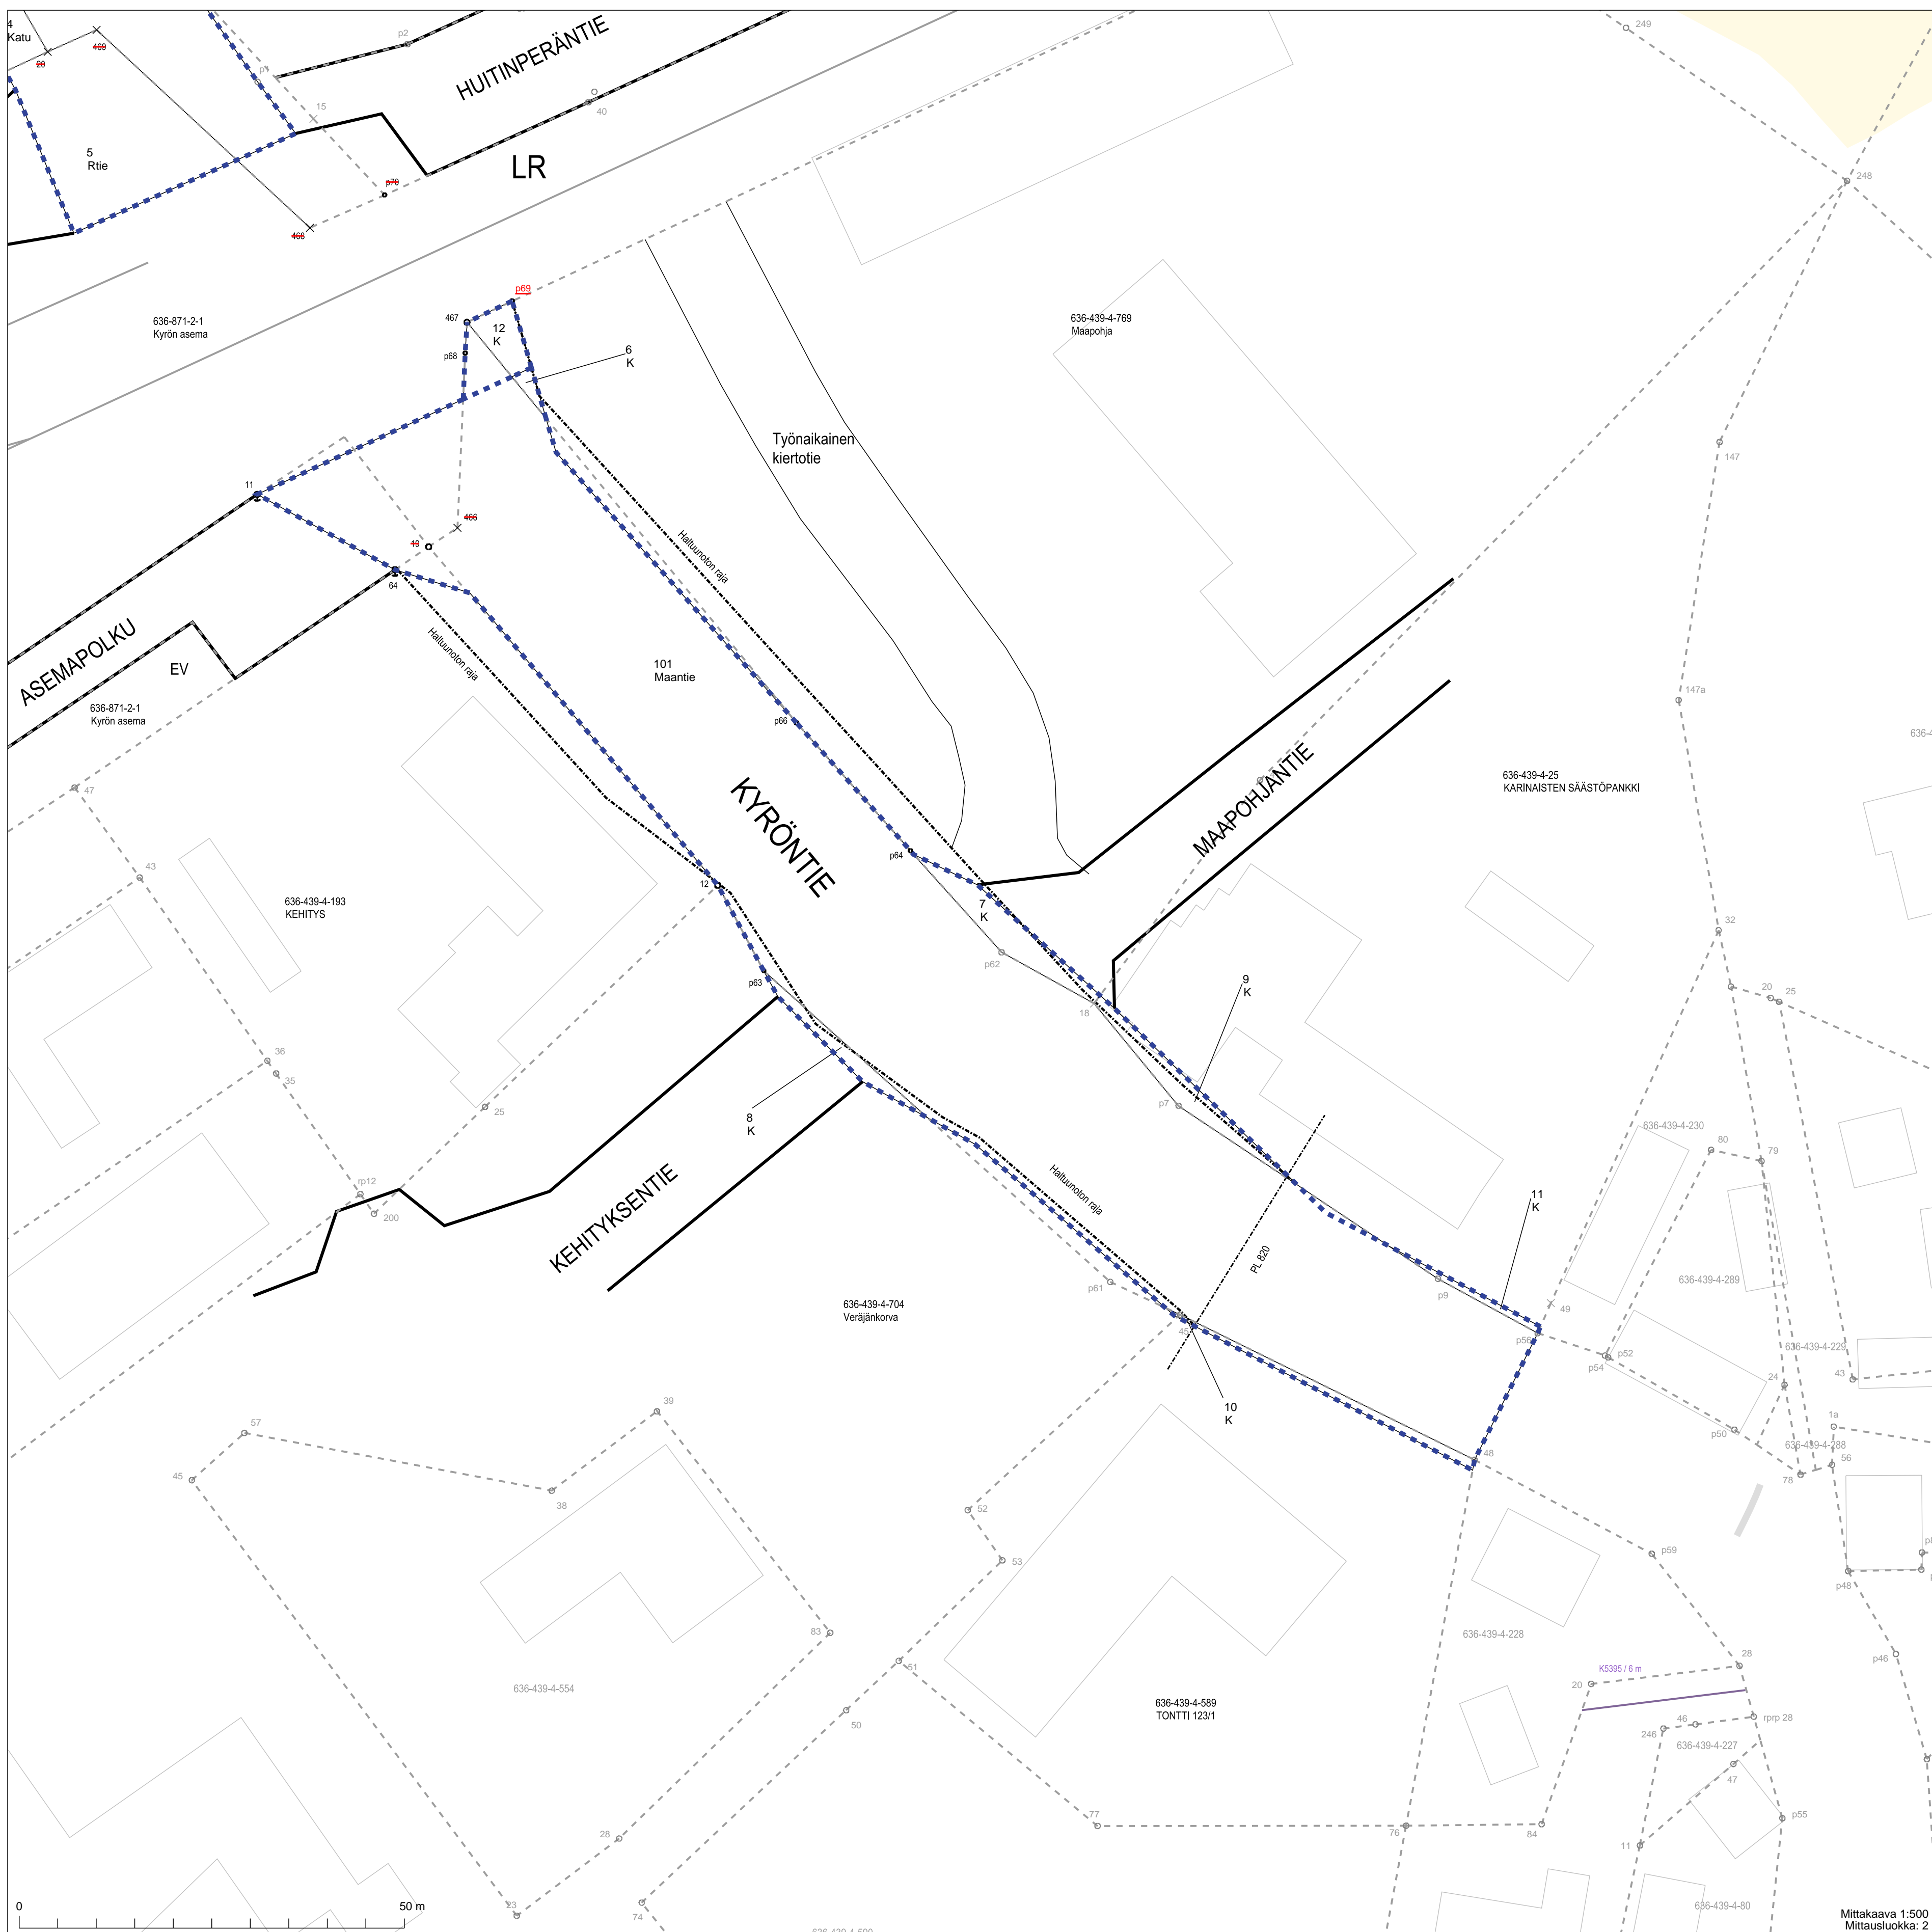 4
Katu
20
469
p2
p1
15
HUITINPERÄNTIE
40
249
5
Rtie
LR
p70
468
248
636-871-2-1
Kyrön asema
p69
467
12
K
p68
6
K
636-439-4-769
Maapohja
Työnaikainen
kiertotie
147
11
466
49
64
Haltuunoton raja
Haltuunoton raja
ASEMAPOLKU
EV
101
Maantie
636-871-2-1
Kyrön asema
147a
p66
47
KYRÖNTIE
MAAPOHJANTIE
636-439-4-25
KARINAISTEN SÄÄSTÖPANKKI
43
p64
12
636-439-4-193
KEHITYS
7
K
32
p62
p63
9
K
20
25
18
36
35
25
8
K
p7
636-439-4-230
80
79
rp12
200
KEHITYKSENTIE
Haltuunoton raja
11
K
PL 820
p61
p9
636-439-4-289
49
636-439-4-704
Veräjänkorva
45
p56
p54
p52
636-439-4-229
24
43
10
K
39
57
1a
p50
636-439-4-288
48
56
45
38
78
52
53
p59
p48
83
636-439-4-228
51
28
p46
K5395 / 6 m
20
636-439-4-554
636-439-4-589
TONTTI 123/1
50
46
rprp 28
246
636-439-4-227
47
77
76
84
p55
28
11
0
50 m
23
74
636-439-4-80
Mittakaava 1:500
Mittausluokka: 2